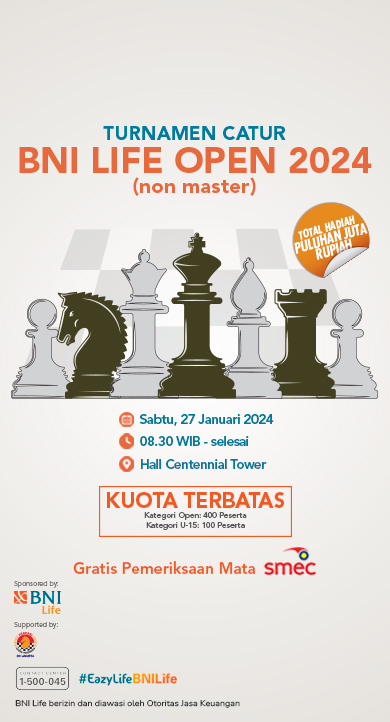 TURNAMEN CATUR
BNI LIFE OPEN 2024
(non master)
TOTAL HADIAH
PULUHAN JUTA
RUPIAH
Sabtu, 27 Januari 2024
08.30 WIB - selesai
Hall Centennial Tower
KUOTA TERBATAS
Kategori Open: 400 Peserta
Kategori U-15: 100 Peserta
Gratis Pemeriksaan Mata smec
Sponsored by:
BNI
Life
Supported by:
CONTACT CENTER
1-500-045
#EazyLifeBNILife
BNI Life berizin dan diawasi oleh Otoritas Jasa Keuangan